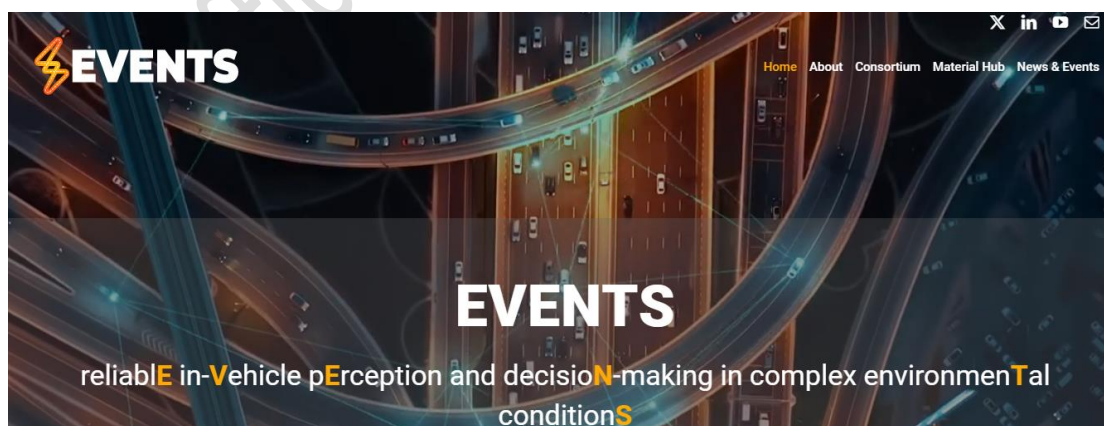 EVENTS
Home About Consortium Material Hub News & Events
EVENTS
reliablE in-Vehicle pErception and decisioN-making in complex environmenTal
conditionS